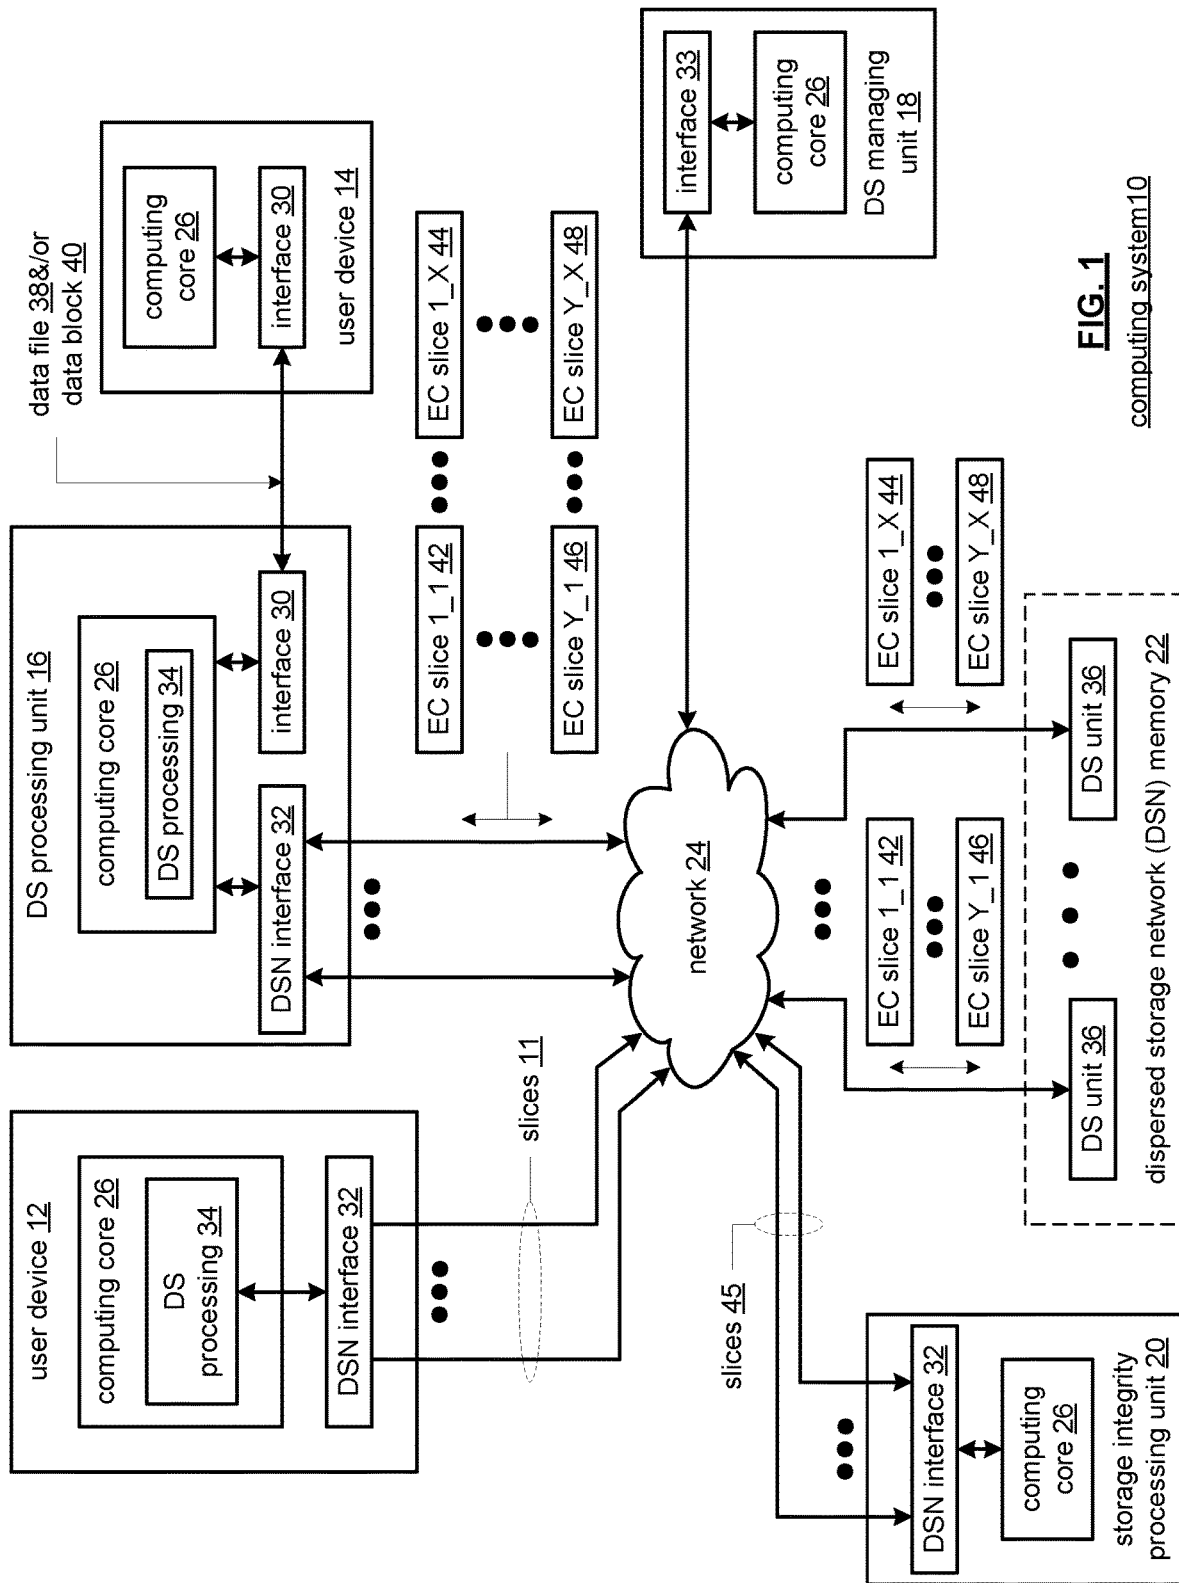 user device 12
computing core 26
DS
processing 34
DSN interface 32
slices 11
DS processing unit 16
computing core 26
DS processing 34
DSN interface 32
interface 30
data file 38&/or
data block 40
computing
core 26
interface 30
user device 14
EC slice 1_1 42
EC slice 1_X 44
EC slice Y_1 46
EC slice Y_X 48
network 24
interface 33
computing
core 26
DS managing
unit 18
slices 45
DSN interface 32
computing
core 26
storage integrity
processing unit 20
EC slice 1_1 42
EC slice Y_1 46
EC slice 1_X 44
EC slice Y_X 48
DS unit 36
DS unit 36
dispersed storage network (DSN) memory 22
FIG. 1
computing system10